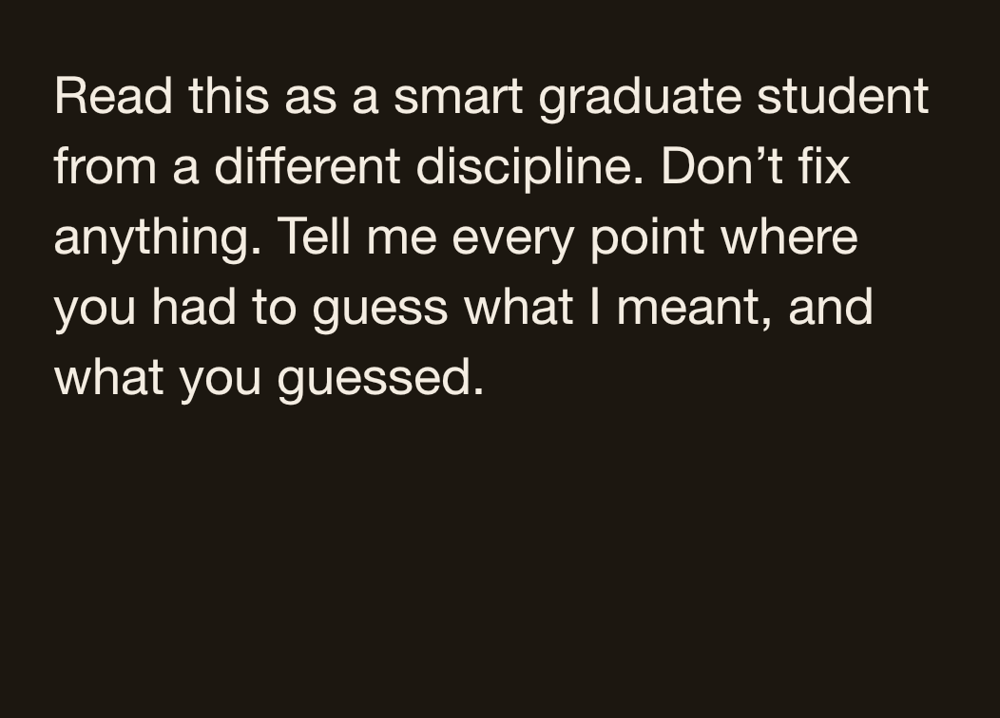 Read this as a smart graduate student
from a different discipline. Don’t fix
anything. Tell me every point where
you had to guess what I meant, and
what you guessed.